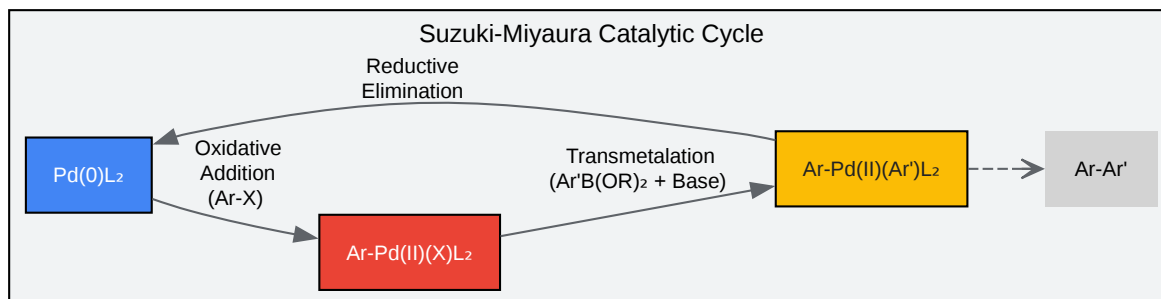 Suzuki-Miyaura Catalytic Cycle
Reductive
Elimination
Pd(0)L₂
Oxidative
Addition
(Ar-X)
Ar-Pd(II)(X)L₂
Transmetalation
(Ar'B(OR)₂ + Base)
Ar-Pd(II)(Ar')L₂
Ar-Ar'